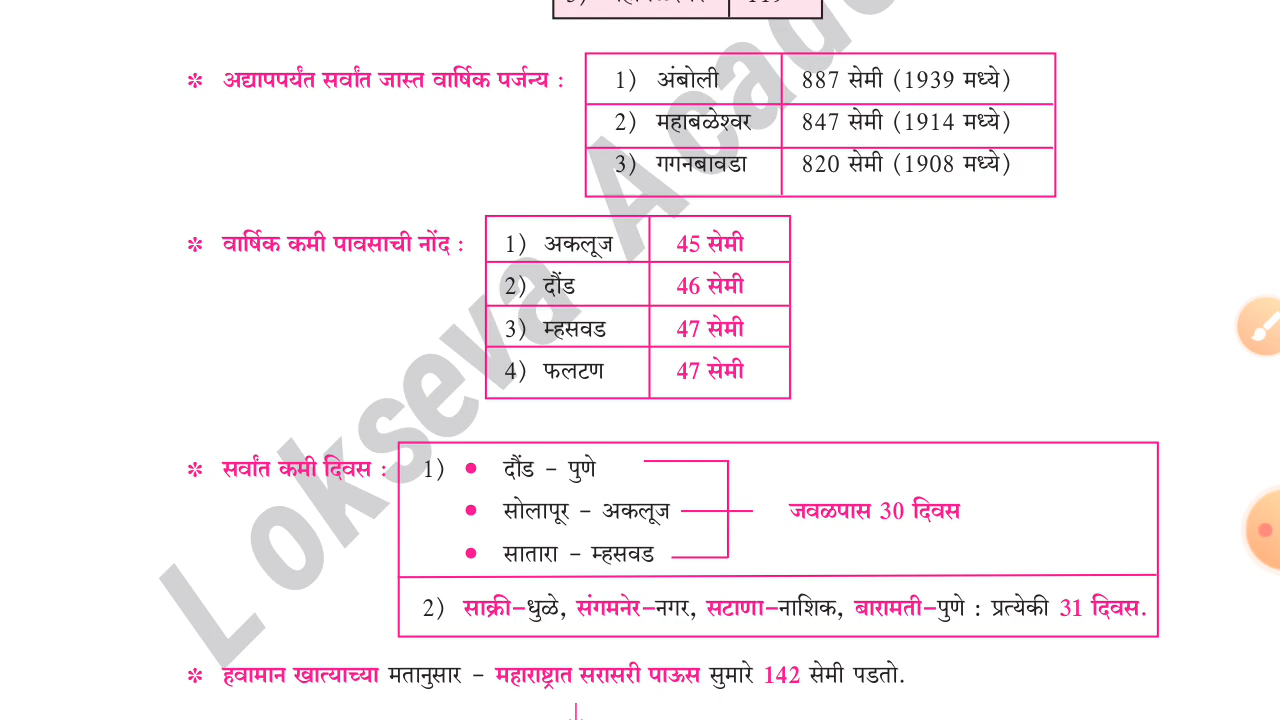 * अद्यापपर्यंत सर्वांत जास्त वार्षिक पर्जन्य :
1) अंबोली 887 सेमी (1939 मध्ये)
2) महाबळेश्वर 847 सेमी (1914 मध्ये)
3) गगनबावडा 820 सेमी (1908 मध्ये)
* वार्षिक कमी पावसाची नोंद :
1) अकलूज 45 सेमी
2) दौंड 46 सेमी
3) म्हसवड 47 सेमी
4) फलटण 47 सेमी
* सर्वांत कमी दिवस :
1) • दौंड – पुणे
• सोलापूर – अकलूज जवळपास 30 दिवस
• सातारा – म्हसवड
2) साक्री–धुळे, संगमनेर–नगर, सटाणा–नाशिक, बारामती–पुणे : प्रत्येकी 31 दिवस.
* हवामान खात्याच्या मतानुसार – महाराष्ट्रात सरासरी पाऊस सुमारे 142 सेमी पडतो.
Lokseva Acade